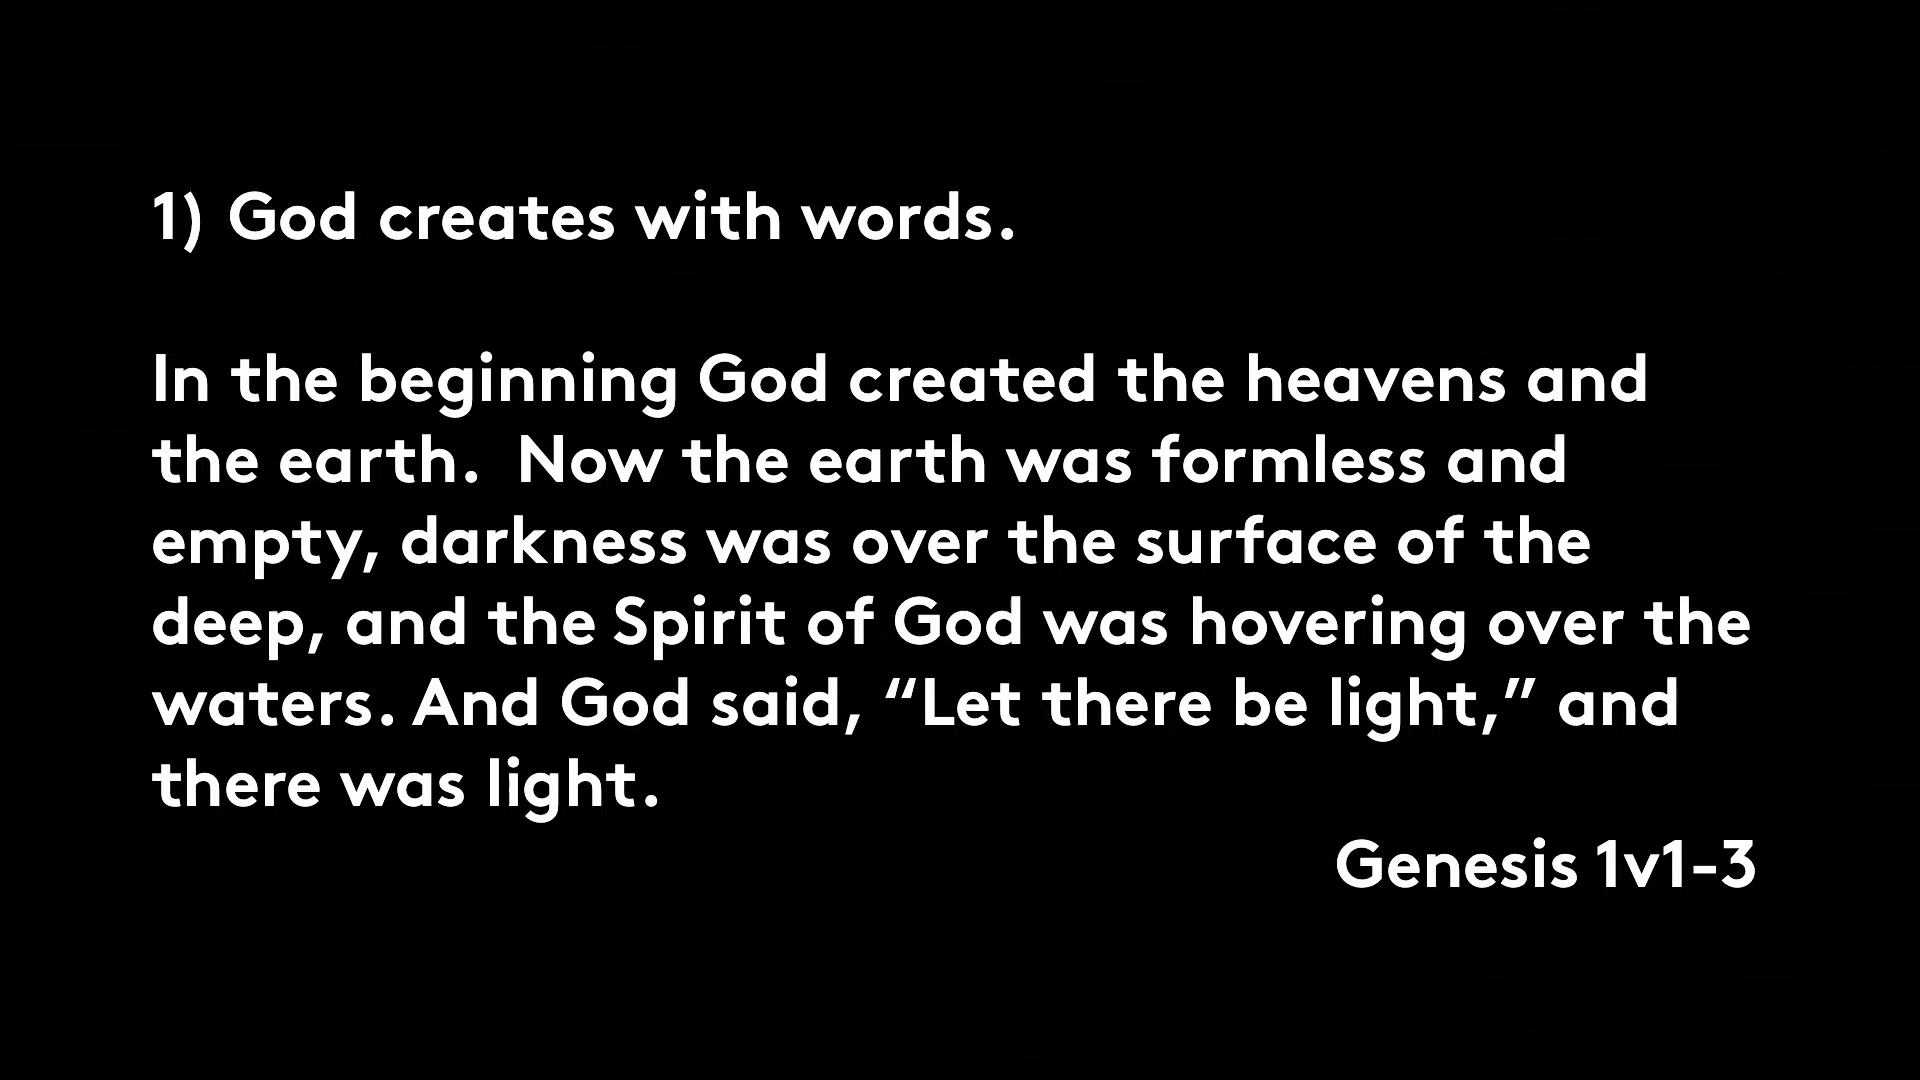 1) God creates with words.
In the beginning God created the heavens and
the earth.  Now the earth was formless and
empty, darkness was over the surface of the
deep, and the Spirit of God was hovering over the
waters. And God said, “Let there be light,” and
there was light.
Genesis 1v1-3